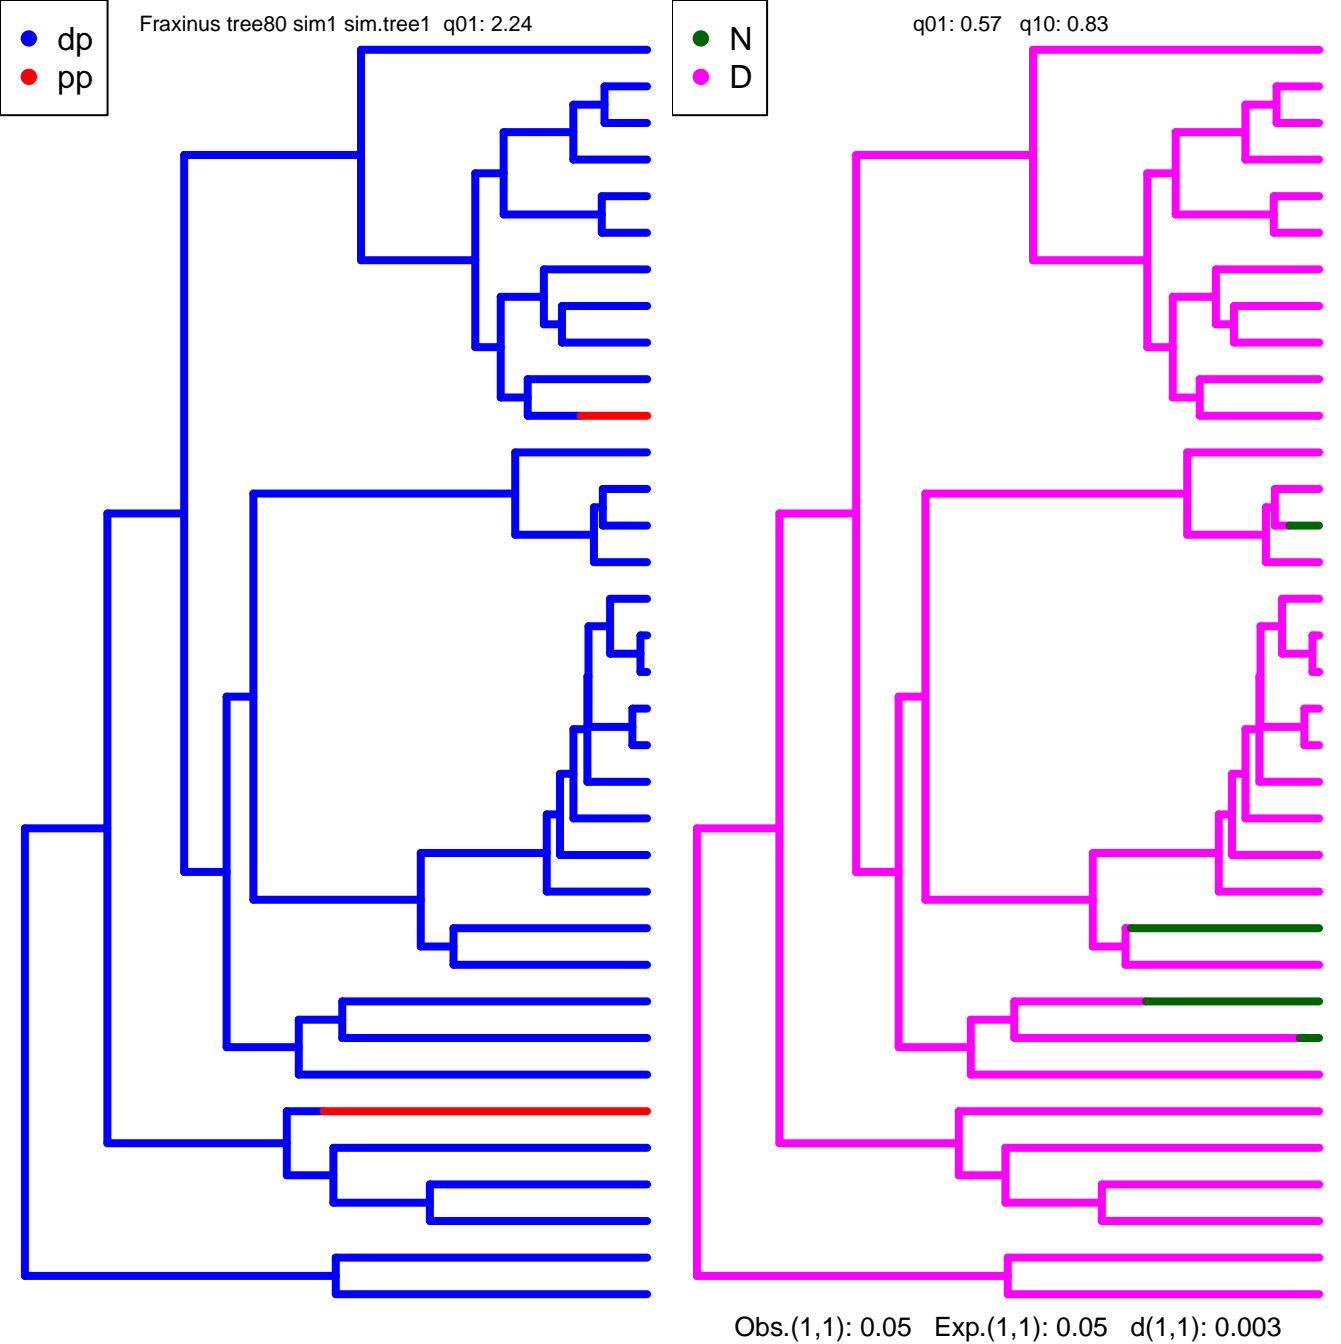 Fraxinus tree80 sim1 sim.tree1  q01: 2.24
dp
pp
q01: 0.57   q10: 0.83
N
D
Obs.(1,1): 0.05   Exp.(1,1): 0.05   d(1,1): 0.003